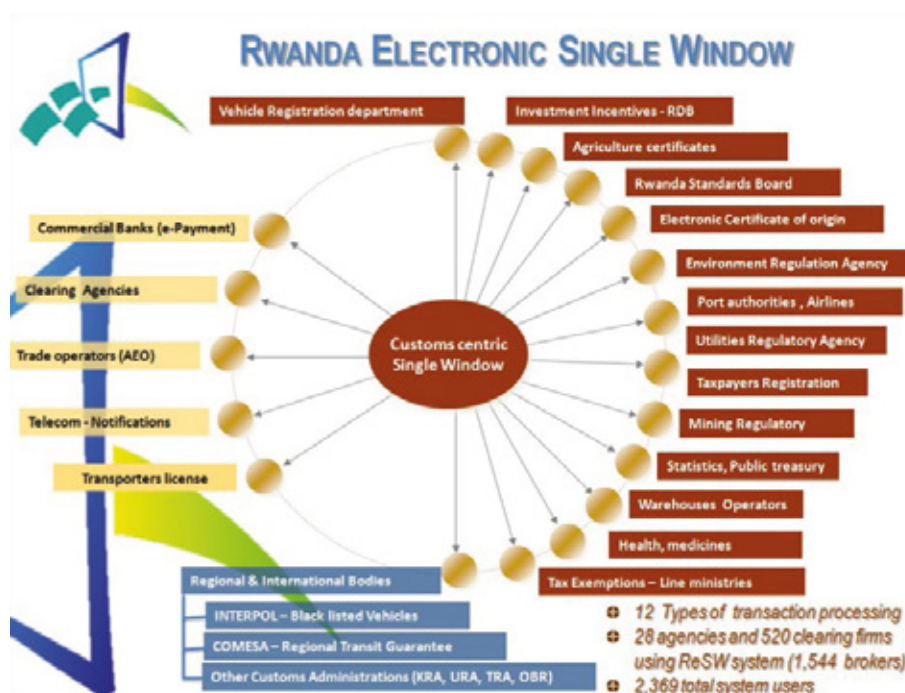 RWANDA ELECTRONIC SINGLE WINDOW
Vehicle Registration department
Investment Incentives - RDB
Agriculture certificates
Rwanda Standards Board
Electronic Certificate of origin
Environment Regulation Agency
Port authorities , Airlines
Utilities Regulatory Agency
Taxpayers Registration
Mining Regulatory
Statistics, Public treasury
Warehouses Operators
Health, medicines
Tax Exemptions – Line ministries
Commercial Banks (e-Payment)
Clearing Agencies
Trade operators (AEO)
Telecom - Notifications
Transporters license
Customs centric
Single Window
Regional & International Bodies
INTERPOL – Black listed Vehicles
COMESA – Regional Transit Guarantee
Other Customs Administrations (KRA, URA, TRA, OBR)
12 Types of transaction processing
28 agencies and 520 clearing firms
using ReSW system (1,544 brokers)
2,369 total system users